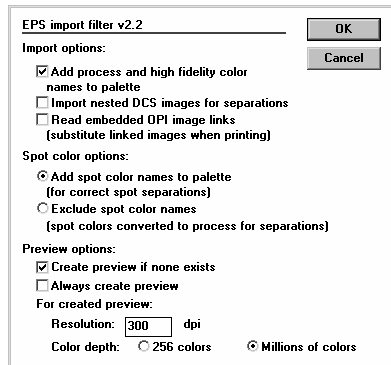 EPS import filter v2.2
OK
Cancel
Import options:
Add process and high fidelity color
names to palette
Import nested DCS images for separations
Read embedded OPI image links
(substitute linked images when printing)
Spot color options:
Add spot color names to palette
(for correct spot separations)
Exclude spot color names
(spot colors converted to process for separations)
Preview options:
Create preview if none exists
Always create preview
For created preview:
Resolution: 300 dpi
Color depth: 256 colors Millions of colors